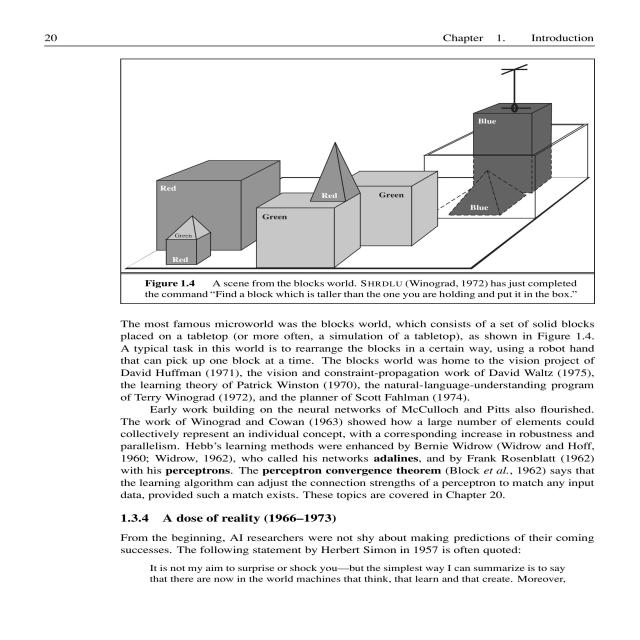 20 Chapter 1. Introduction
Blue
Red
Red
Green
Green
Green
Blue
Red
Figure 1.4 A scene from the blocks world. SHRDLU (Winograd, 1972) has just completed
the command “Find a block which is taller than the one you are holding and put it in the box.”
The most famous microworld was the blocks world, which consists of a set of solid blocks
placed on a tabletop (or more often, a simulation of a tabletop), as shown in Figure 1.4.
A typical task in this world is to rearrange the blocks in a certain way, using a robot hand
that can pick up one block at a time. The blocks world was home to the vision project of
David Huffman (1971), the vision and constraint-propagation work of David Waltz (1975),
the learning theory of Patrick Winston (1970), the natural-language-understanding program
of Terry Winograd (1972), and the planner of Scott Fahlman (1974).
Early work building on the neural networks of McCulloch and Pitts also flourished.
The work of Winograd and Cowan (1963) showed how a large number of elements could
collectively represent an individual concept, with a corresponding increase in robustness and
parallelism. Hebb’s learning methods were enhanced by Bernie Widrow (Widrow and Hoff,
1960; Widrow, 1962), who called his networks adalines, and by Frank Rosenblatt (1962)
with his perceptrons. The perceptron convergence theorem (Block et al., 1962) says that
the learning algorithm can adjust the connection strengths of a perceptron to match any input
data, provided such a match exists. These topics are covered in Chapter 20.
1.3.4 A dose of reality (1966–1973)
From the beginning, AI researchers were not shy about making predictions of their coming
successes. The following statement by Herbert Simon in 1957 is often quoted:
It is not my aim to surprise or shock you—but the simplest way I can summarize is to say
that there are now in the world machines that think, that learn and that create. Moreover,